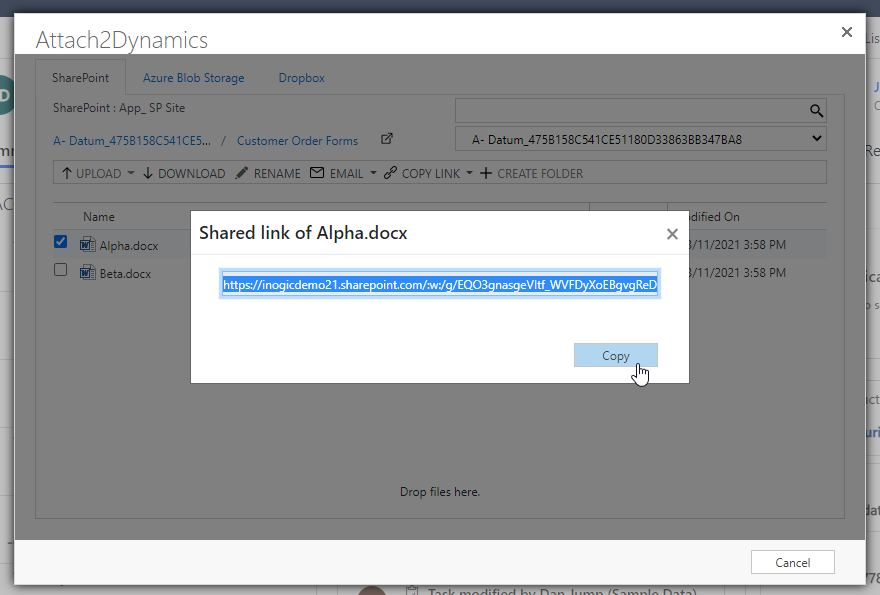 Attach2Dynamics
SharePoint Azure Blob Storage Dropbox
SharePoint : App_ SP Site
A- Datum_475B158C541CE5... / Customer Order Forms A- Datum_475B158C541CE51180D33863BB347BA8
UPLOAD DOWNLOAD RENAME EMAIL COPY LINK CREATE FOLDER
Name dified On
Alpha.docx 3/11/2021 3:58 PM
Beta.docx 3/11/2021 3:58 PM
Shared link of Alpha.docx
https://inogicdemo21.sharepoint.com/:w:/g/EQO3gnasgeVltf_WVFDyXoEBgvgReD
Copy
Drop files here.
Cancel
Task modified by Dan Jump (Sample Data)